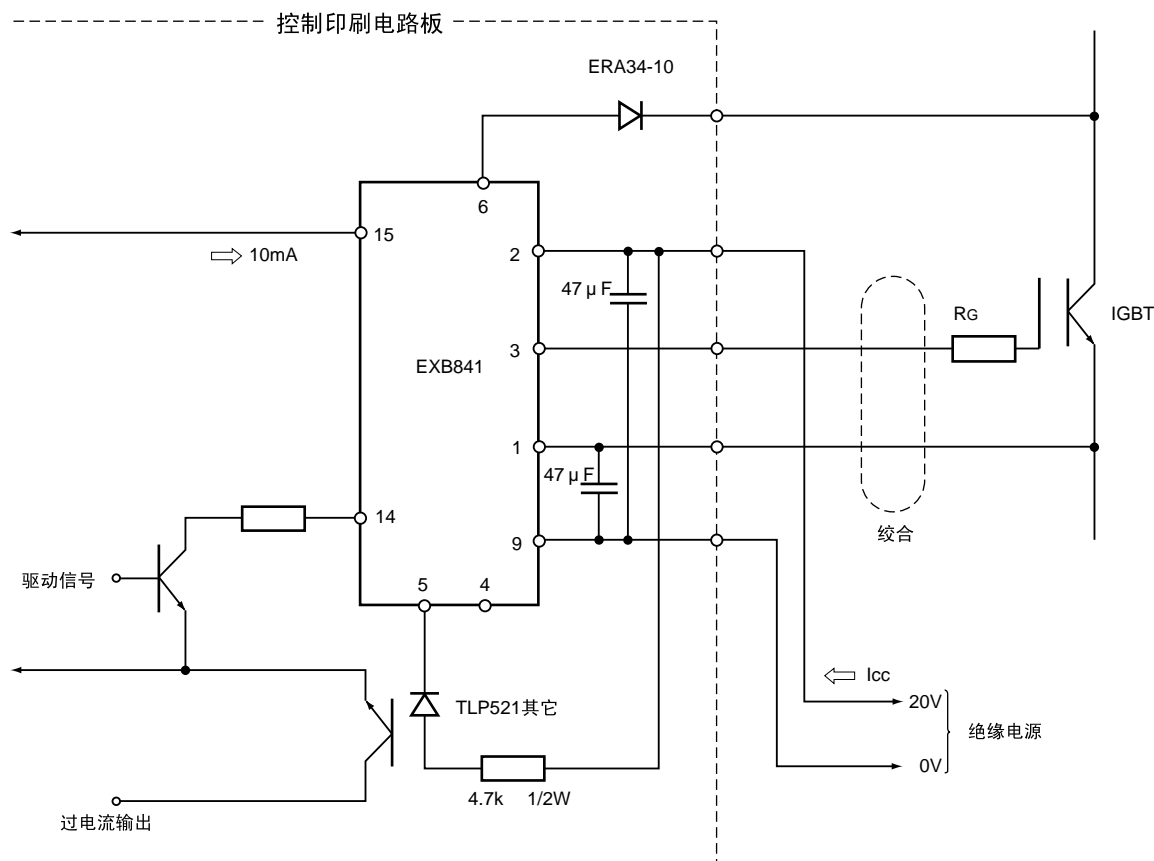 控制印刷电路板
ERA34-10
6
15
10mA
2
47 µ F
RG
IGBT
3
EXB841
1
47 µ F
14
9
绞合
驱动信号
5
4
Icc
TLP521其它
20V
绝缘电源
0V
4.7k 1/2W
过电流输出